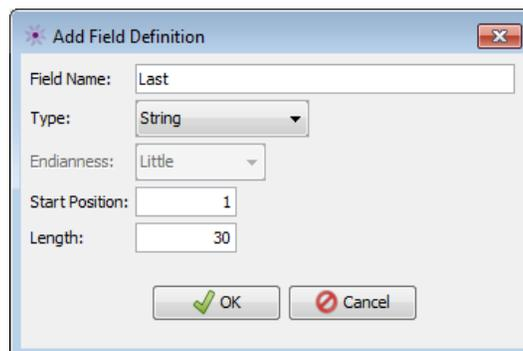 Add Field Definition
Field Name: Last
Type: String
Endianness: Little
Start Position: 1
Length: 30
OK Cancel